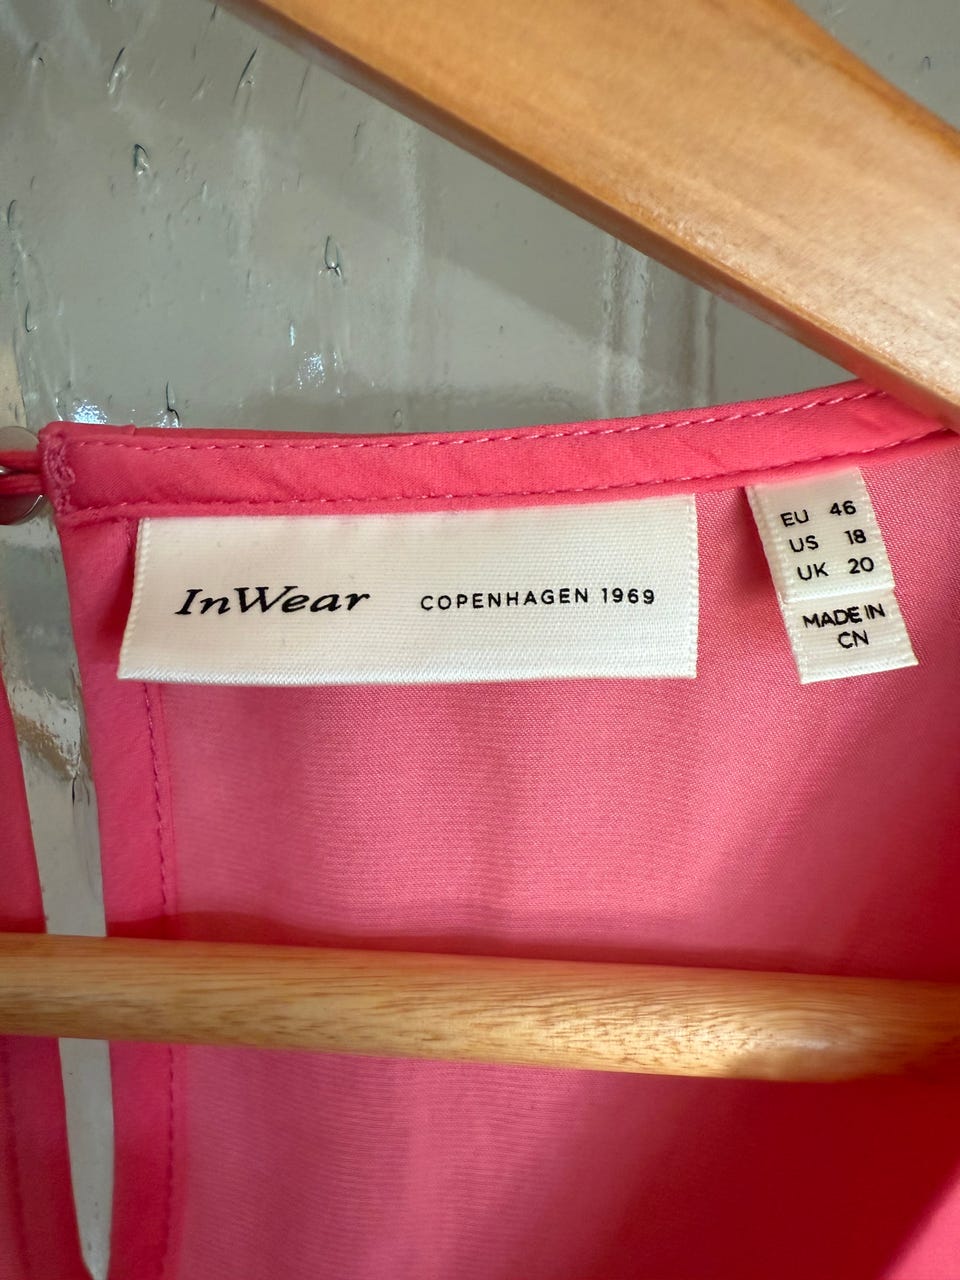 InWear COPENHAGEN 1969
EU 46
US 18
UK 20
MADE IN
CN